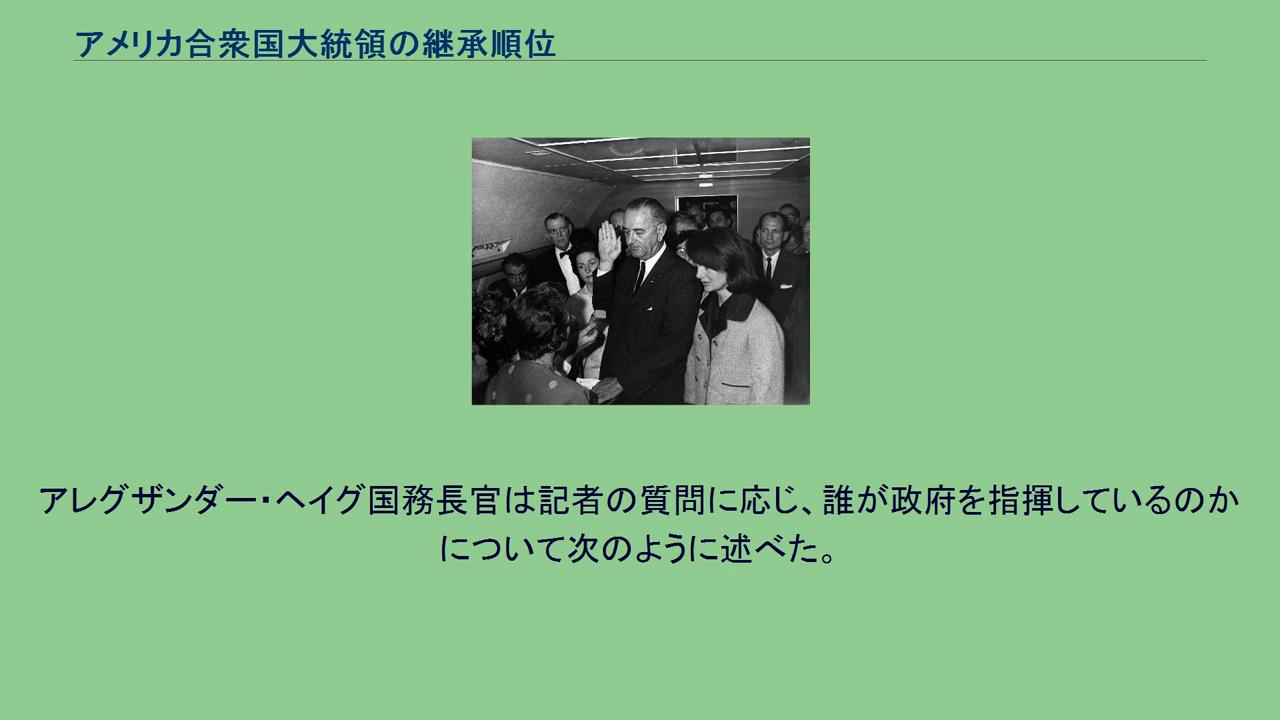 アメリカ合衆国大統領の継承順位
アレグザンダー・ヘイグ国務長官は記者の質問に応じ、誰が政府を指揮しているのか
について次のように述べた。